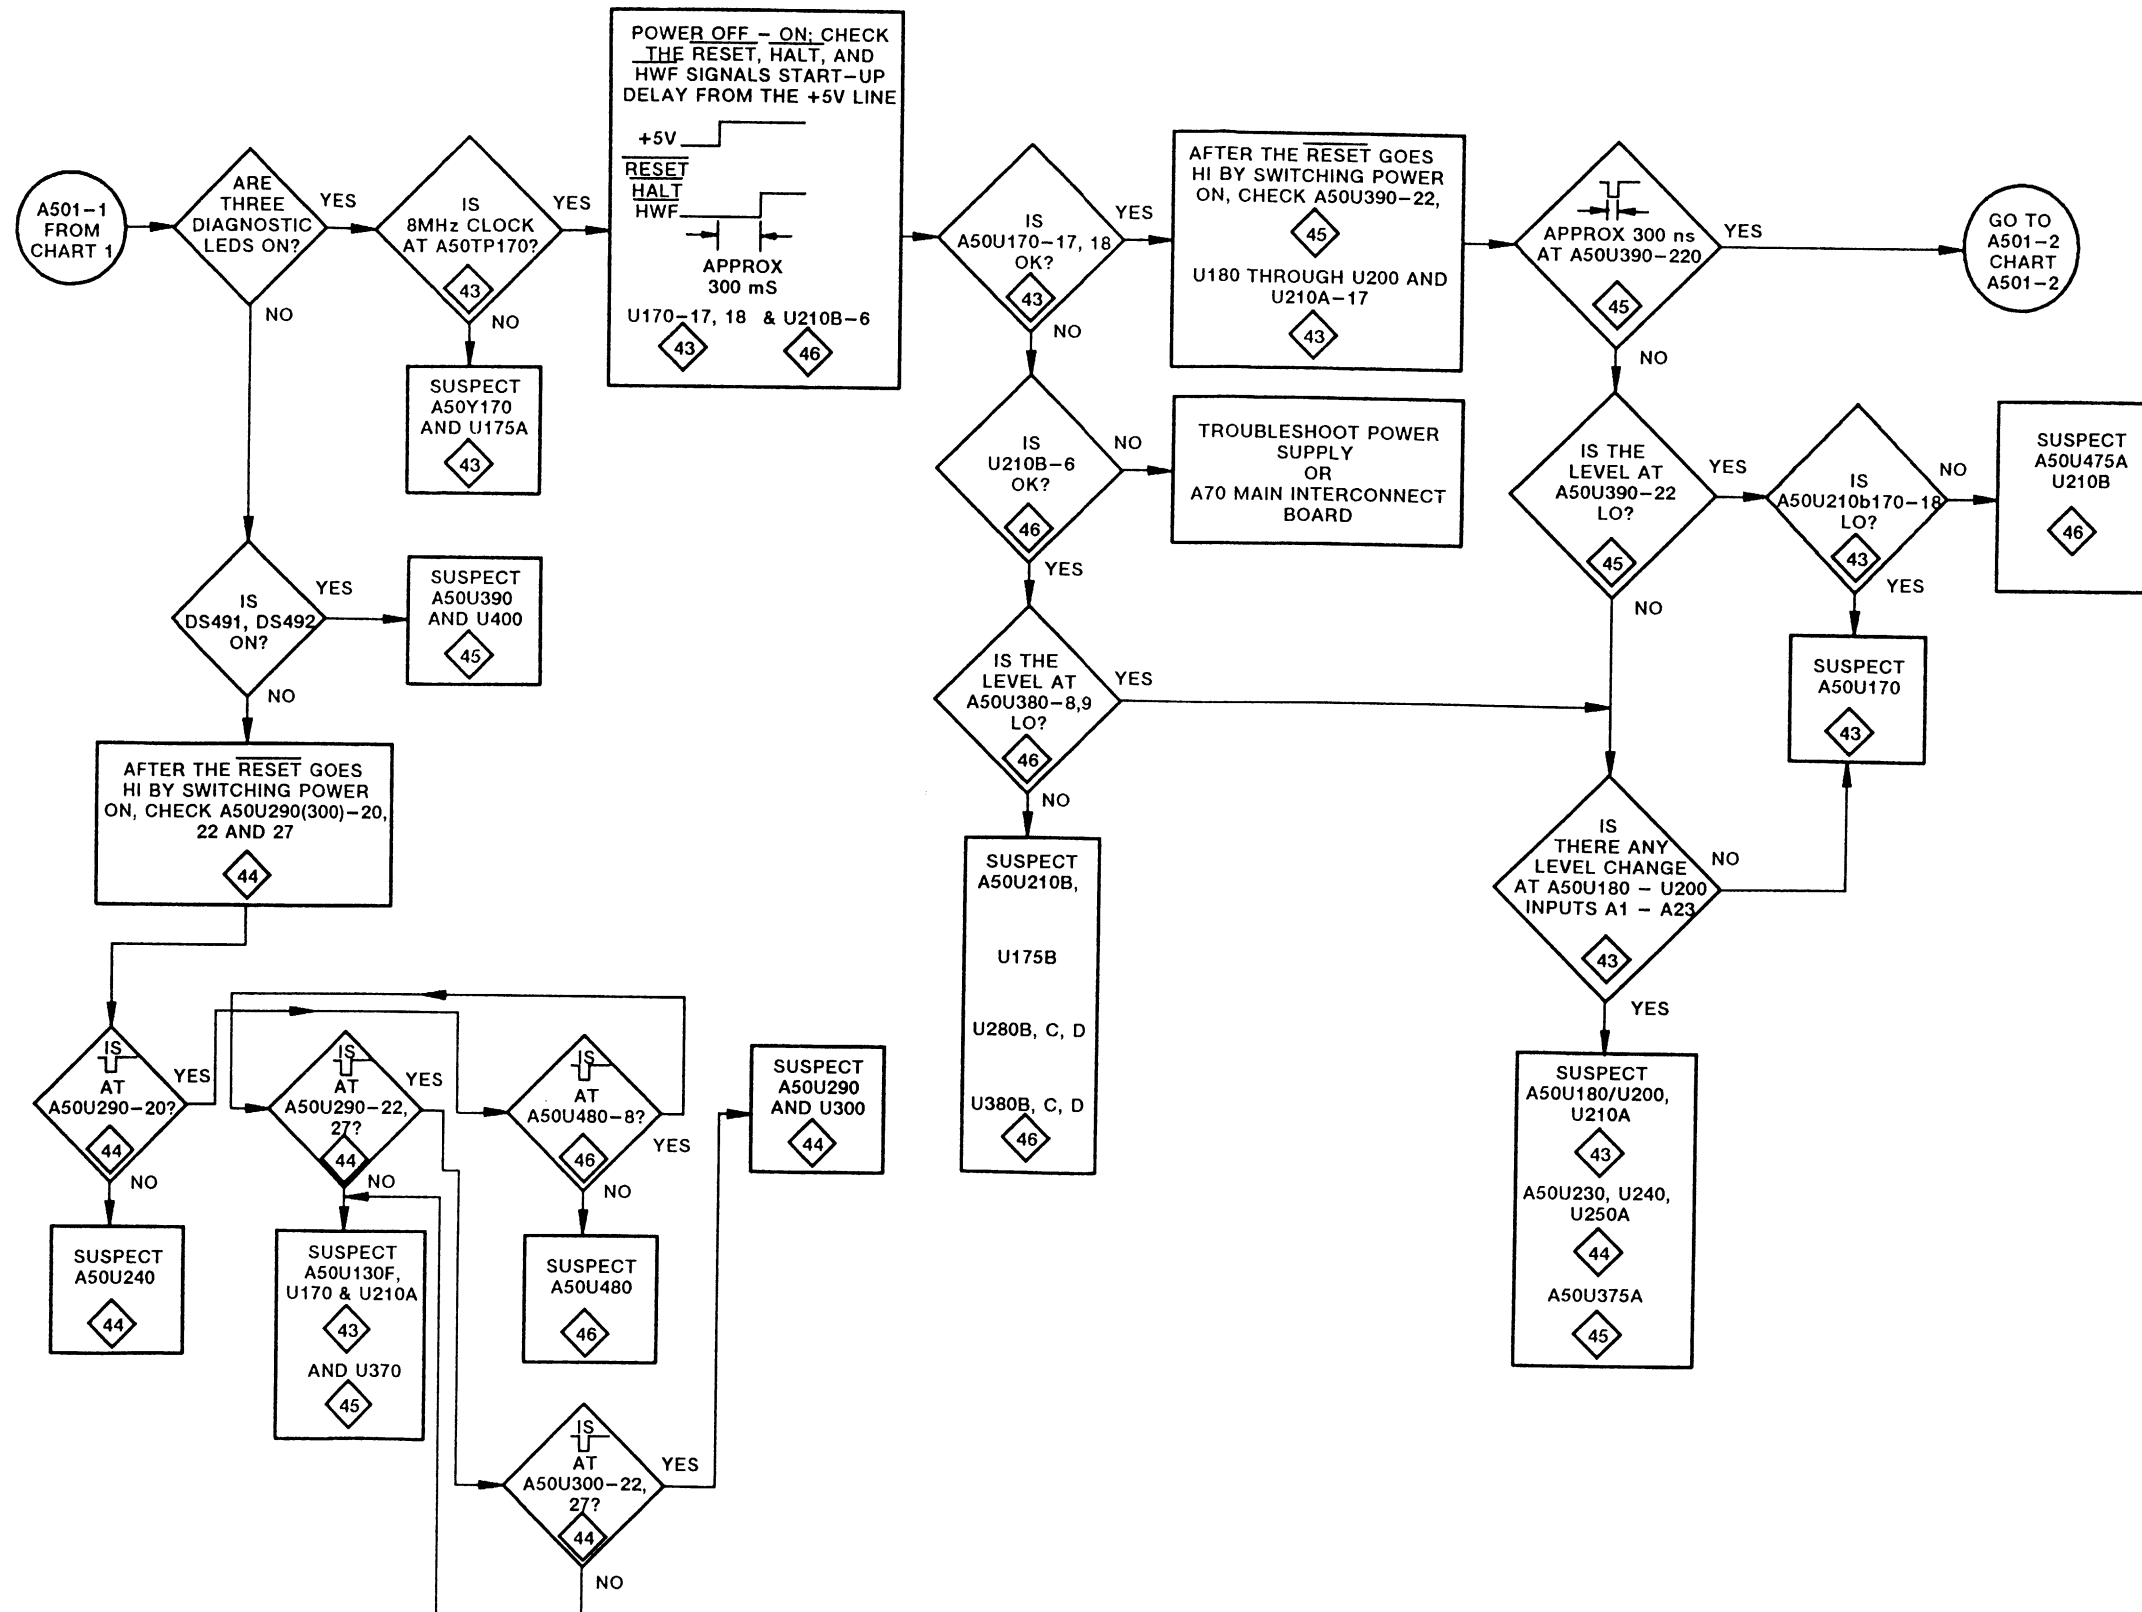 A501-1
FROM
CHART 1
ARE
THREE
DIAGNOSTIC
LEDS ON?
YES
NO
IS
8MHz CLOCK
AT A50TP170?
43
YES
NO
SUSPECT
A50Y170
AND U175A
43
POWER OFF – ON; CHECK
THE RESET, HALT, AND
HWF SIGNALS START-UP
DELAY FROM THE +5V LINE
+5V
RESET
HALT
HWF
APPROX
300 mS
U170-17, 18 & U210B-6
43
46
IS
A50U170-17, 18
OK?
43
YES
NO
AFTER THE RESET GOES
HI BY SWITCHING POWER
ON, CHECK A50U390-22,
45
U180 THROUGH U200 AND
U210A-17
43
APPROX 300 ns
AT A50U390-220
45
YES
NO
GO TO
A501-2
CHART
A501-2
IS
U210B-6
OK?
46
NO
YES
TROUBLESHOOT POWER
SUPPLY
OR
A70 MAIN INTERCONNECT
BOARD
IS THE
LEVEL AT
A50U390-22
LO?
45
YES
NO
IS
A50U210b170-18
LO?
43
NO
YES
SUSPECT
A50U475A
U210B
46
SUSPECT
A50U170
43
IS
DS491, DS492
ON?
YES
NO
SUSPECT
A50U390
AND U400
45
IS THE
LEVEL AT
A50U380-8,9
LO?
46
YES
NO
AFTER THE RESET GOES
HI BY SWITCHING POWER
ON, CHECK A50U290(300)-20,
22 AND 27
44
SUSPECT
A50U210B,
U175B
U280B, C, D
U380B, C, D
46
IS
THERE ANY
LEVEL CHANGE
AT A50U180 – U200
INPUTS A1 – A23
43
NO
YES
SUSPECT
A50U180/U200,
U210A
43
A50U230, U240,
U250A
44
A50U375A
45
IS
AT
A50U290-20?
44
YES
NO
SUSPECT
A50U240
44
IS
AT
A50U290-22,
27?
44
YES
NO
SUSPECT
A50U130F,
U170 & U210A
43
AND U370
45
IS
AT
A50U480-8?
46
YES
NO
SUSPECT
A50U480
46
SUSPECT
A50U290
AND U300
44
IS
AT
A50U300-22,
27?
44
YES
NO